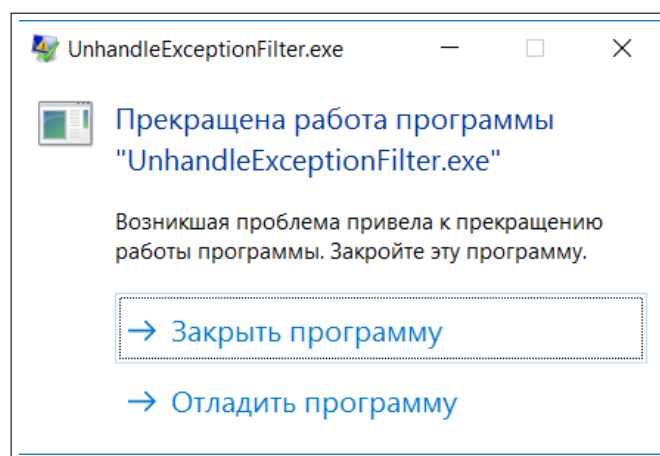 UnhandleExceptionFilter.exe
Прекращена работа программы
"UnhandleExceptionFilter.exe"
Возникшая проблема привела к прекращению
работы программы. Закройте эту программу.
→ Закрыть программу
→ Отладить программу